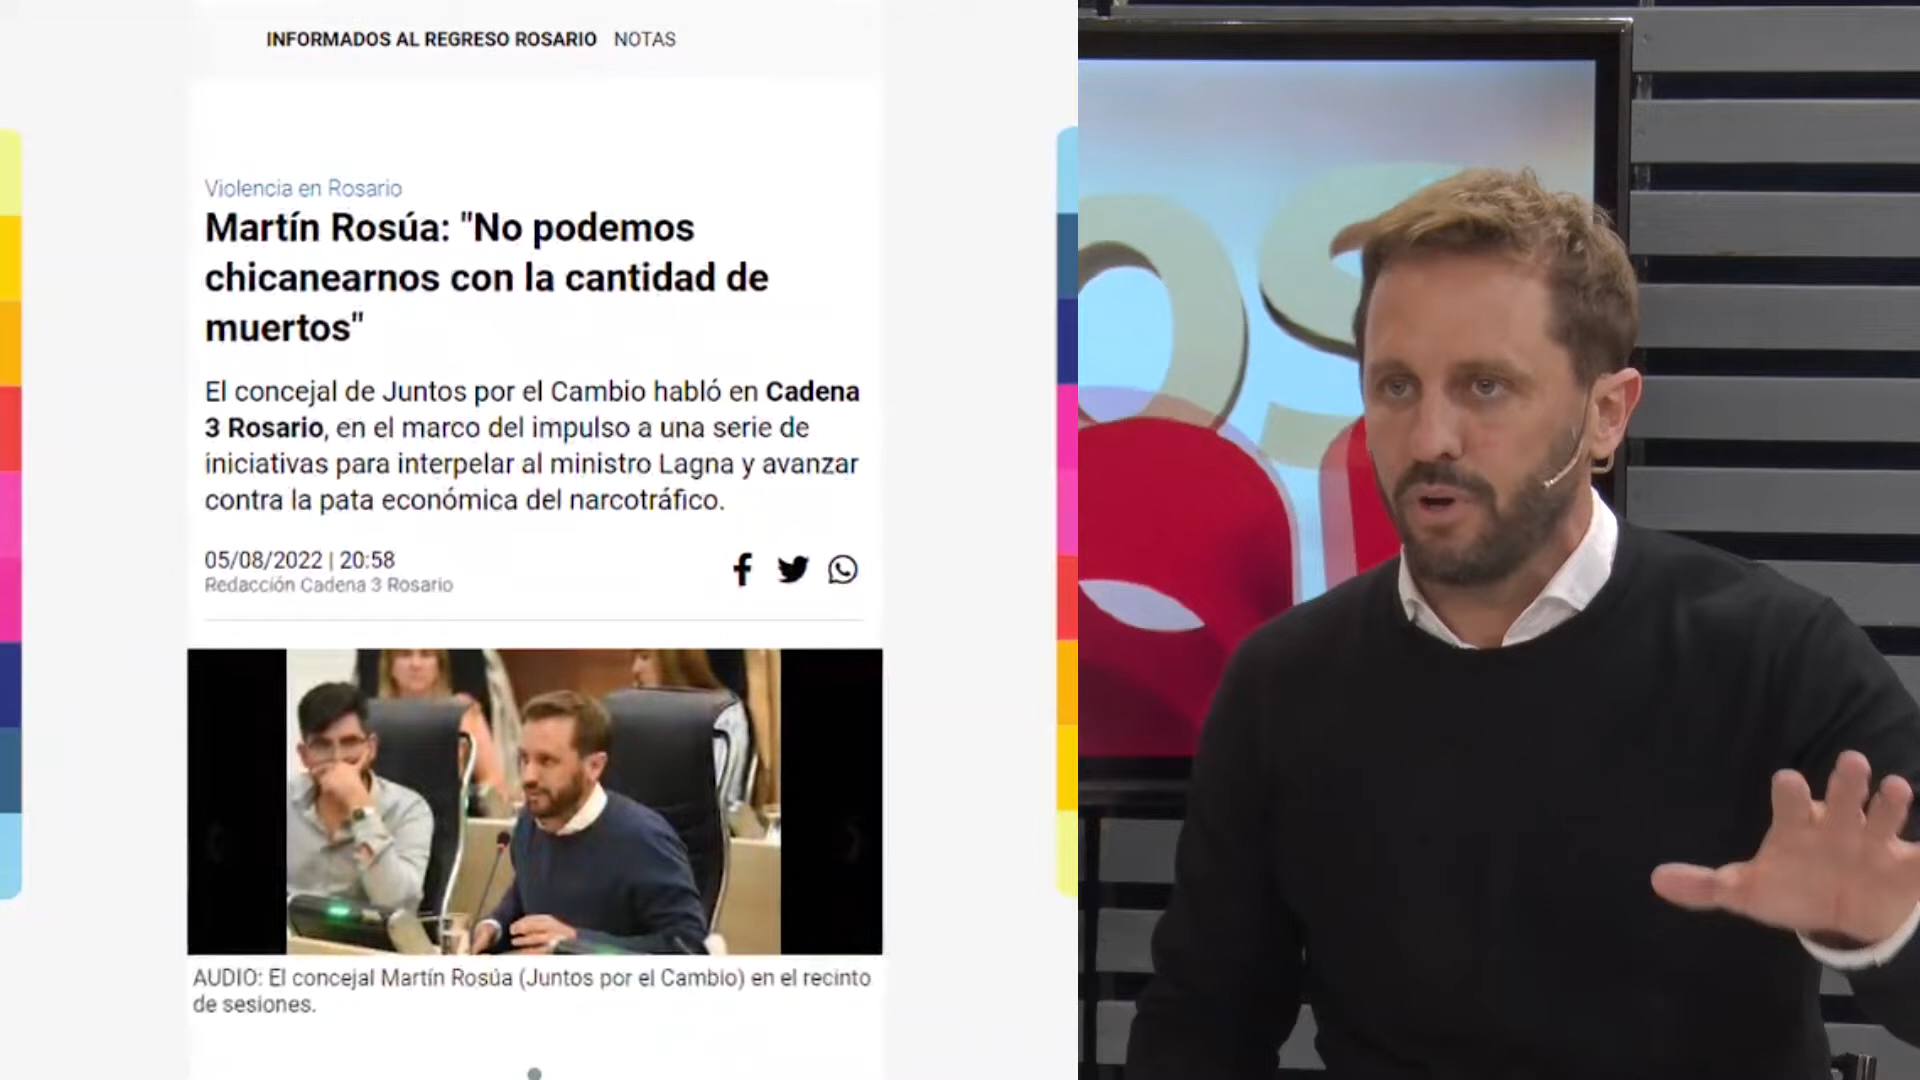 INFORMADOS AL REGRESO ROSARIO NOTAS
Violencia en Rosario
Martín Rosúa: "No podemos
chicanearnos con la cantidad de
muertos"
El concejal de Juntos por el Cambio habló en Cadena
3 Rosario, en el marco del impulso a una serie de
iniciativas para interpelar al ministro Lagna y avanzar
contra la pata económica del narcotráfico.
05/08/2022 | 20:58
Redacción Cadena 3 Rosario
AUDIO: El concejal Martín Rosúa (Juntos por el Cambio) en el recinto
de sesiones.